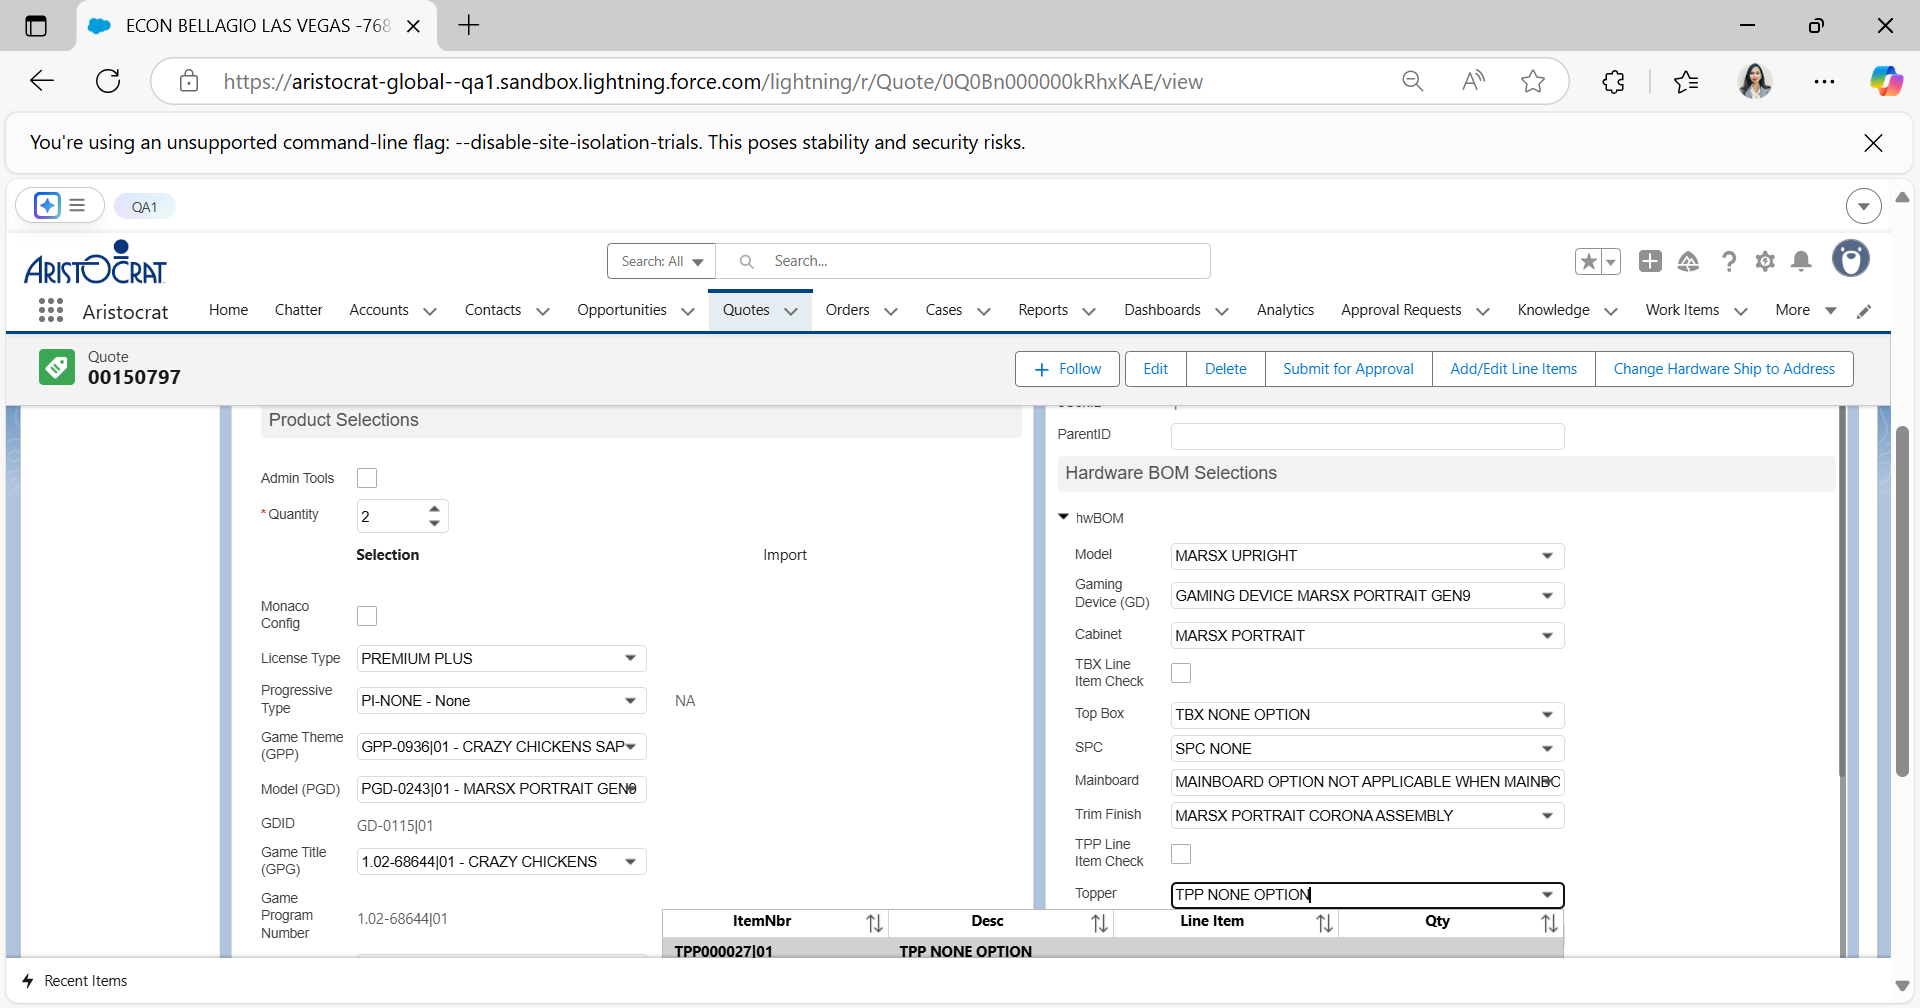 ECON BELLAGIO LAS VEGAS -768
https://aristocrat-global--qa1.sandbox.lightning.force.com/lightning/r/Quote/0Q0Bn000000kRhxKAE/view
You're using an unsupported command-line flag: --disable-site-isolation-trials. This poses stability and security risks.
QA1
ARISTOCRAT
Search: All
Search...
Aristocrat
Home
Chatter
Accounts
Contacts
Opportunities
Quotes
Orders
Cases
Reports
Dashboards
Analytics
Approval Requests
Knowledge
Work Items
More
Quote
00150797
Follow
Edit
Delete
Submit for Approval
Add/Edit Line Items
Change Hardware Ship to Address
Product Selections
Admin Tools
*Quantity
2
Selection
Import
Monaco
Config
License Type
PREMIUM PLUS
Progressive
Type
PI-NONE - None
NA
Game Theme
(GPP)
GPP-0936|01 - CRAZY CHICKENS SAP
Model (PGD)
PGD-0243|01 - MARSX PORTRAIT GEN9
GDID
GD-0115|01
Game Title
(GPG)
1.02-68644|01 - CRAZY CHICKENS
Game
Program
Number
1.02-68644|01
ParentID
Hardware BOM Selections
hwBOM
Model
MARSX UPRIGHT
Gaming
Device (GD)
GAMING DEVICE MARSX PORTRAIT GEN9
Cabinet
MARSX PORTRAIT
TBX Line
Item Check
Top Box
TBX NONE OPTION
SPC
SPC NONE
Mainboard
MAINBOARD OPTION NOT APPLICABLE WHEN MAINBO
Trim Finish
MARSX PORTRAIT CORONA ASSEMBLY
TPP Line
Item Check
Topper
TPP NONE OPTION
ItemNbr
Desc
Line Item
Qty
TPP000027|01
TPP NONE OPTION
Recent Items